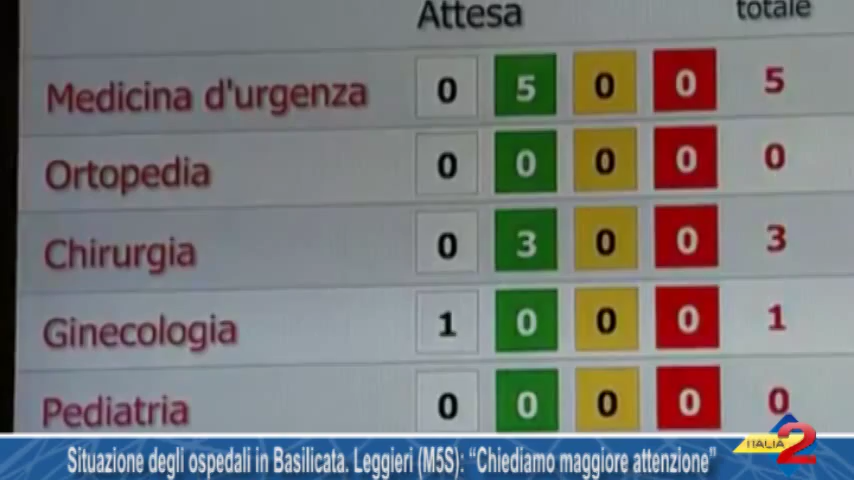 Attesa totale
Medicina d'urgenza 0 5 0 0 5
Ortopedia 0 0 0 0 0
Chirurgia 0 3 0 0 3
Ginecologia 1 0 0 0 1
Pediatria 0 0 0 0 0
ITALIA 2
Situazione degli ospedali in Basilicata. Leggieri (M5S): “Chiediamo maggiore attenzione”